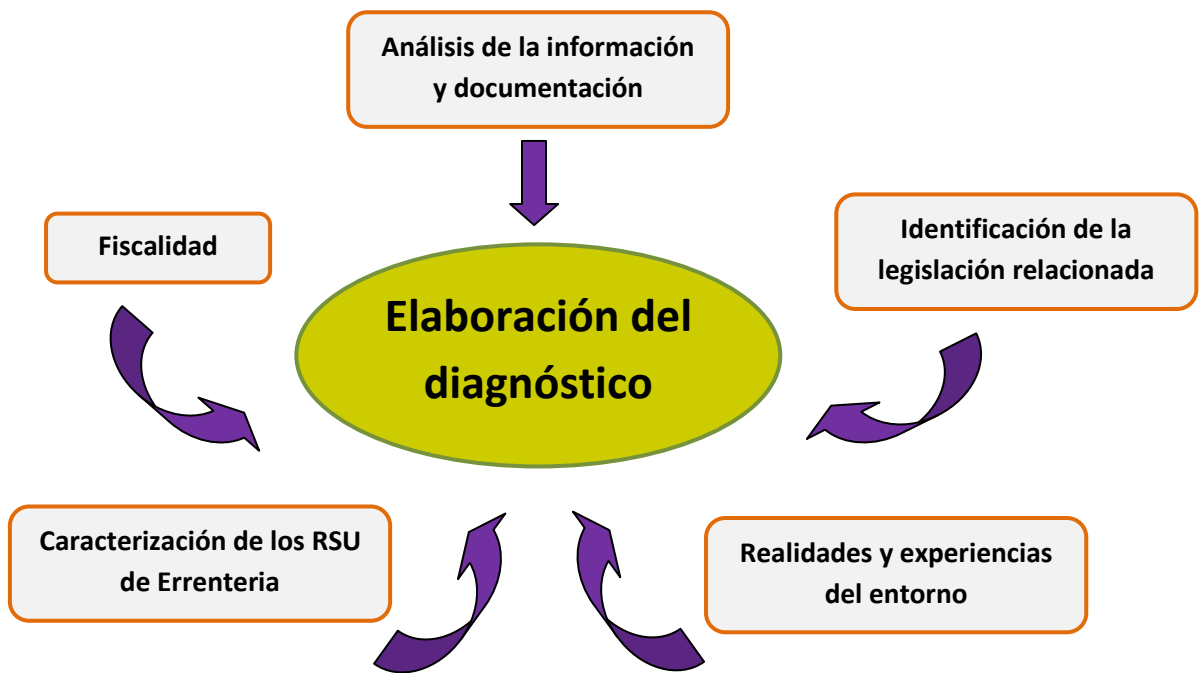 Análisis de la información
y documentación
Fiscalidad
Identificación de la
legislación relacionada
Elaboración del
diagnóstico
Caracterización de los RSU
de Errenteria
Realidades y experiencias
del entorno